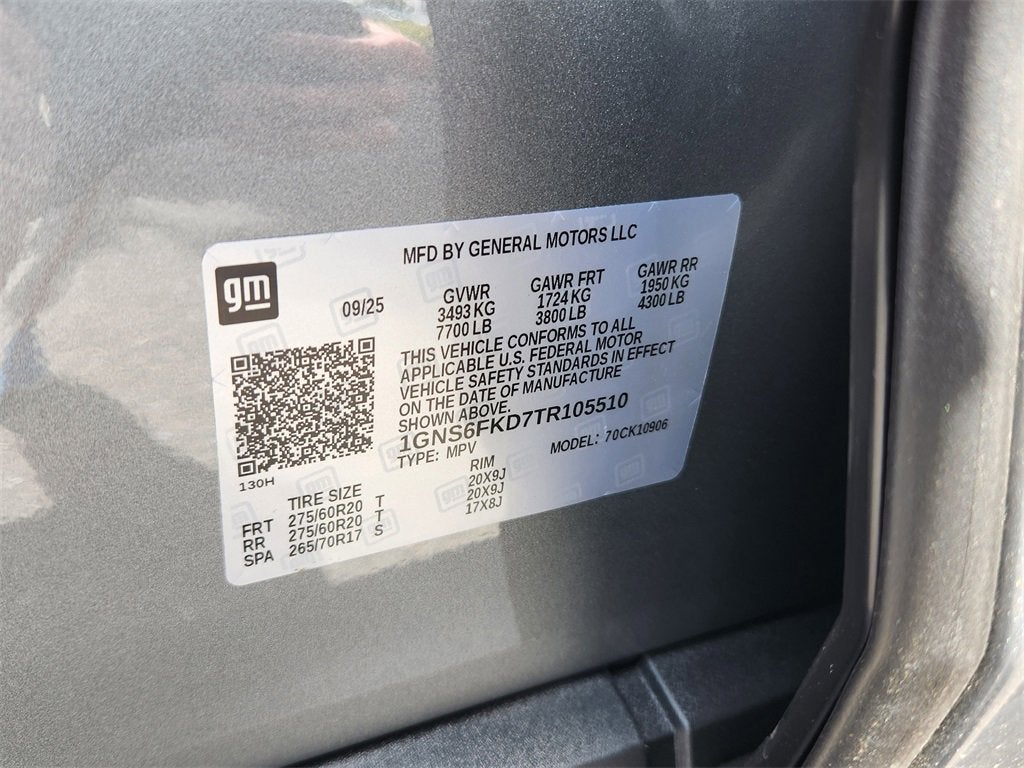 MFD BY GENERAL MOTORS LLC
gm
09/25
GVWR
3493 KG
7700 LB
GAWR FRT
1724 KG
3800 LB
GAWR RR
1950 KG
4300 LB
THIS VEHICLE CONFORMS TO ALL
APPLICABLE U.S. FEDERAL MOTOR
VEHICLE SAFETY STANDARDS IN EFFECT
ON THE DATE OF MANUFACTURE
SHOWN ABOVE.
1GNS6FKD7TR105510
TYPE: MPV MODEL: 70CK10906
130H
TIRE SIZE RIM
FRT 275/60R20 T 20X9J
RR 275/60R20 T 20X9J
SPA 265/70R17 S 17X8J